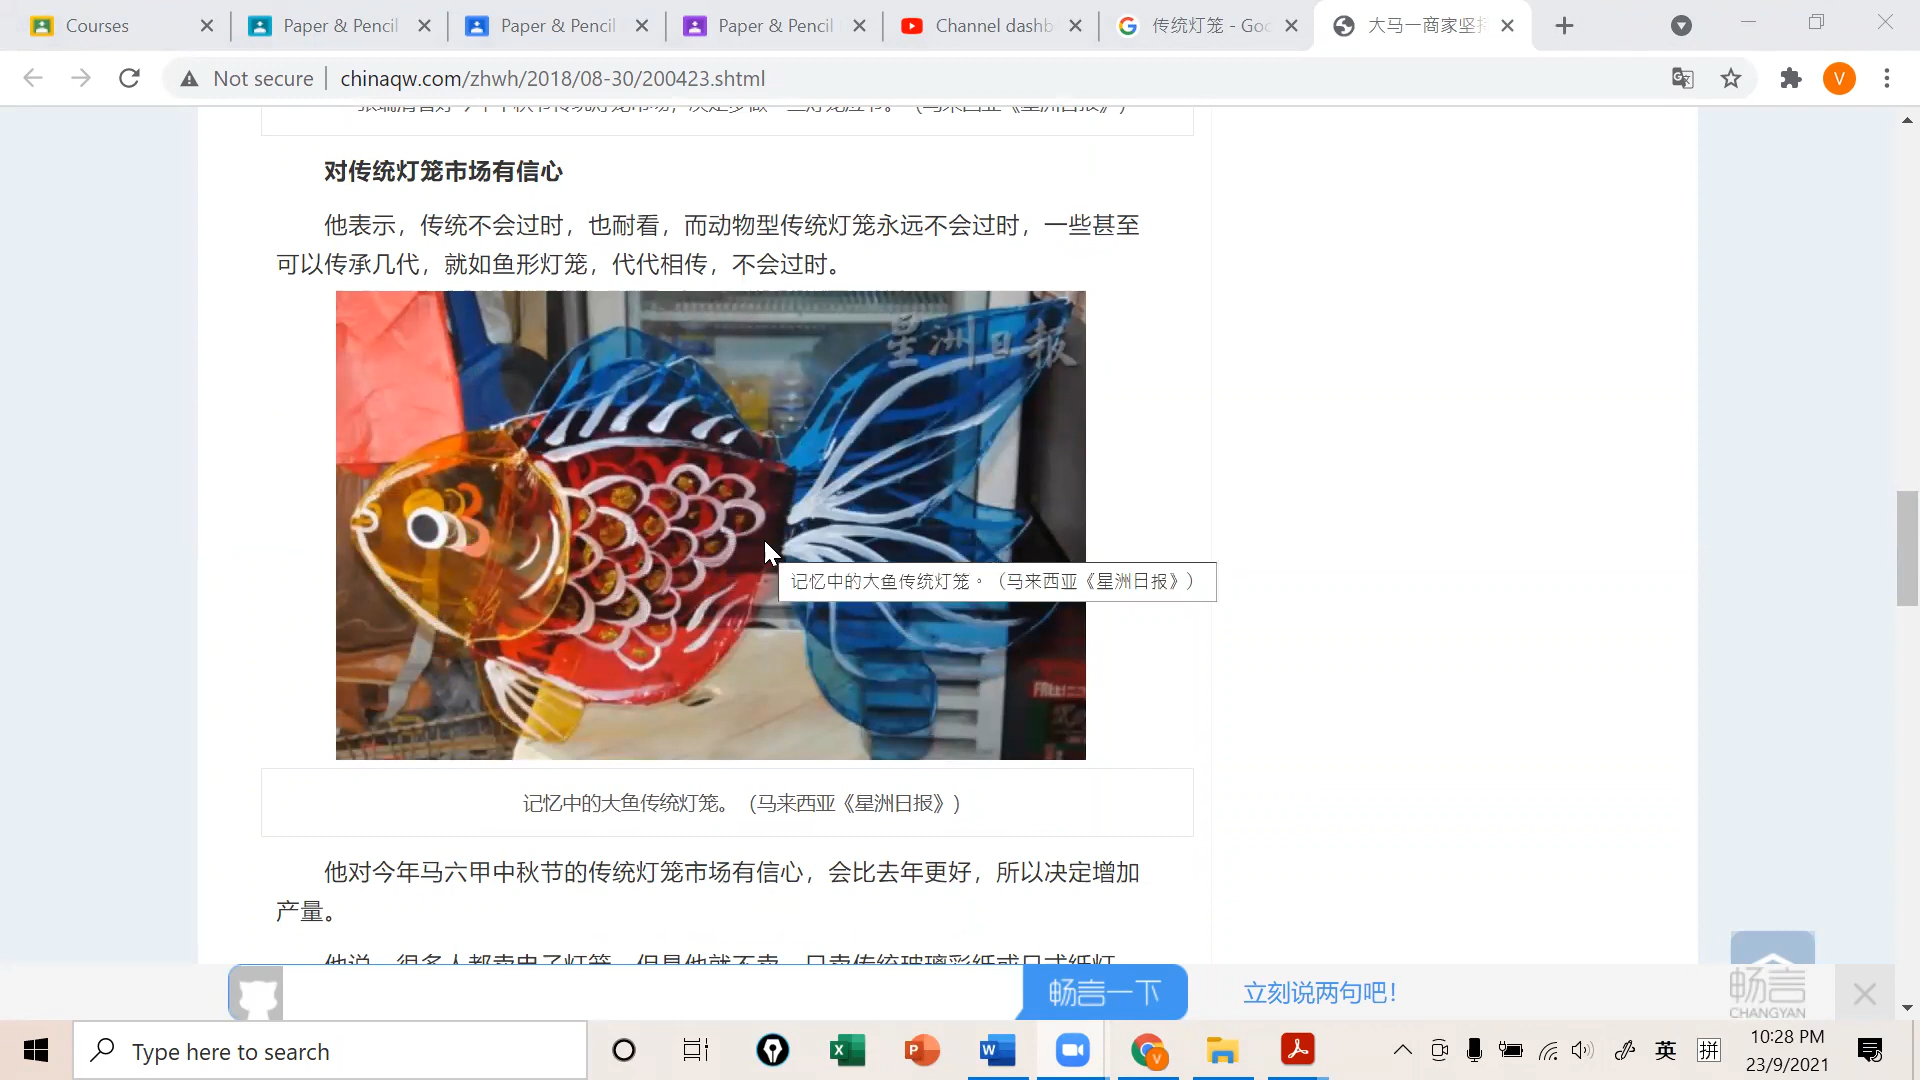 Courses
Paper & Pencil
Paper & Pencil
Paper & Pencil
Channel dashb
传统灯笼 - Goo
大马一商家坚持
Not secure
chinaqw.com/zhwh/2018/08-30/200423.shtml
V
对传统灯笼市场有信心
他表示，传统不会过时，也耐看，而动物型传统灯笼永远不会过时，一些甚至
可以传承几代，就如鱼形灯笼，代代相传，不会过时。
星洲日報
记忆中的大鱼传统灯笼。（马来西亚《星洲日报》）
记忆中的大鱼传统灯笼。（马来西亚《星洲日报》）
他对今年马六甲中秋节的传统灯笼市场有信心，会比去年更好，所以决定增加
产量。
畅言一下
立刻说两句吧！
畅言
CHANGYAN
Type here to search
英
拼
10:28 PM
23/9/2021